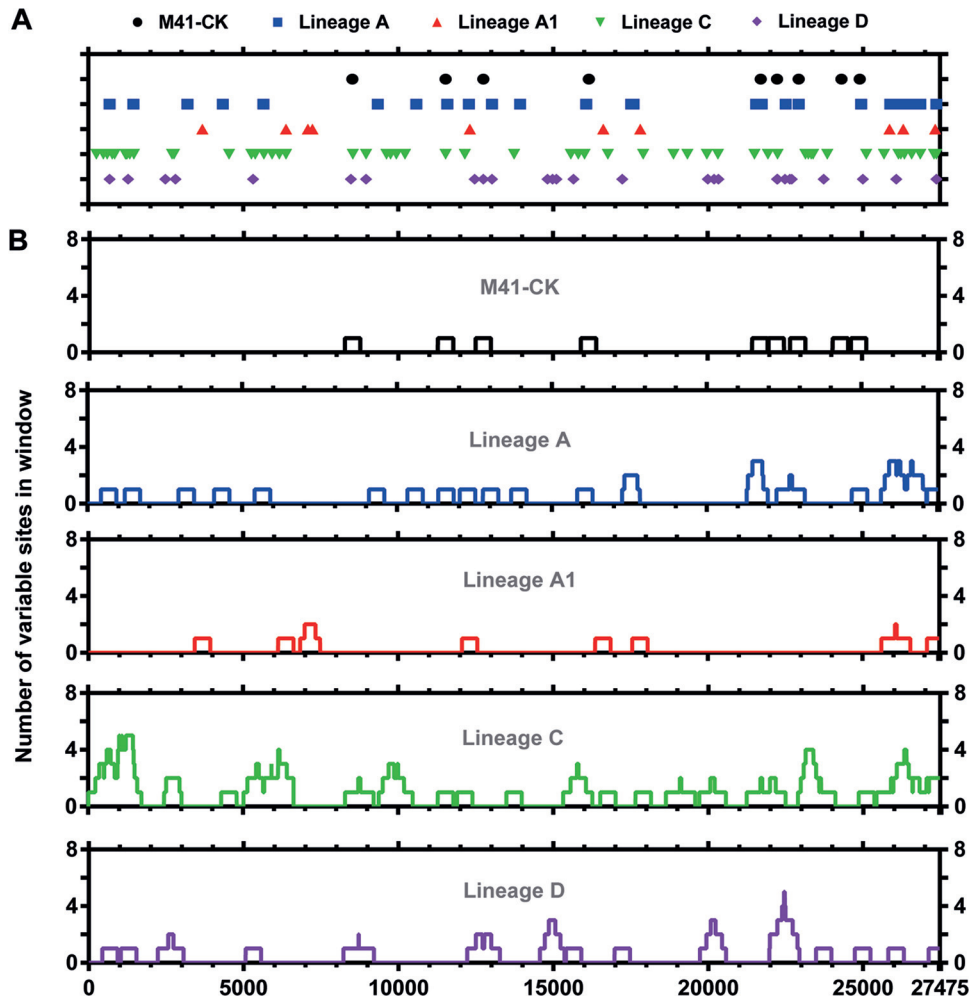 A
M41-CK Lineage A Lineage A1 Lineage C Lineage D
B
Number of variable sites in window
8 8
4 4
0 0
M41-CK
8 8
4 4
0 0
Lineage A
8 8
4 4
0 0
Lineage A1
8 8
4 4
0 0
Lineage C
8 8
4 4
0 0
Lineage D
0 5000 10000 15000 20000 25000 27475